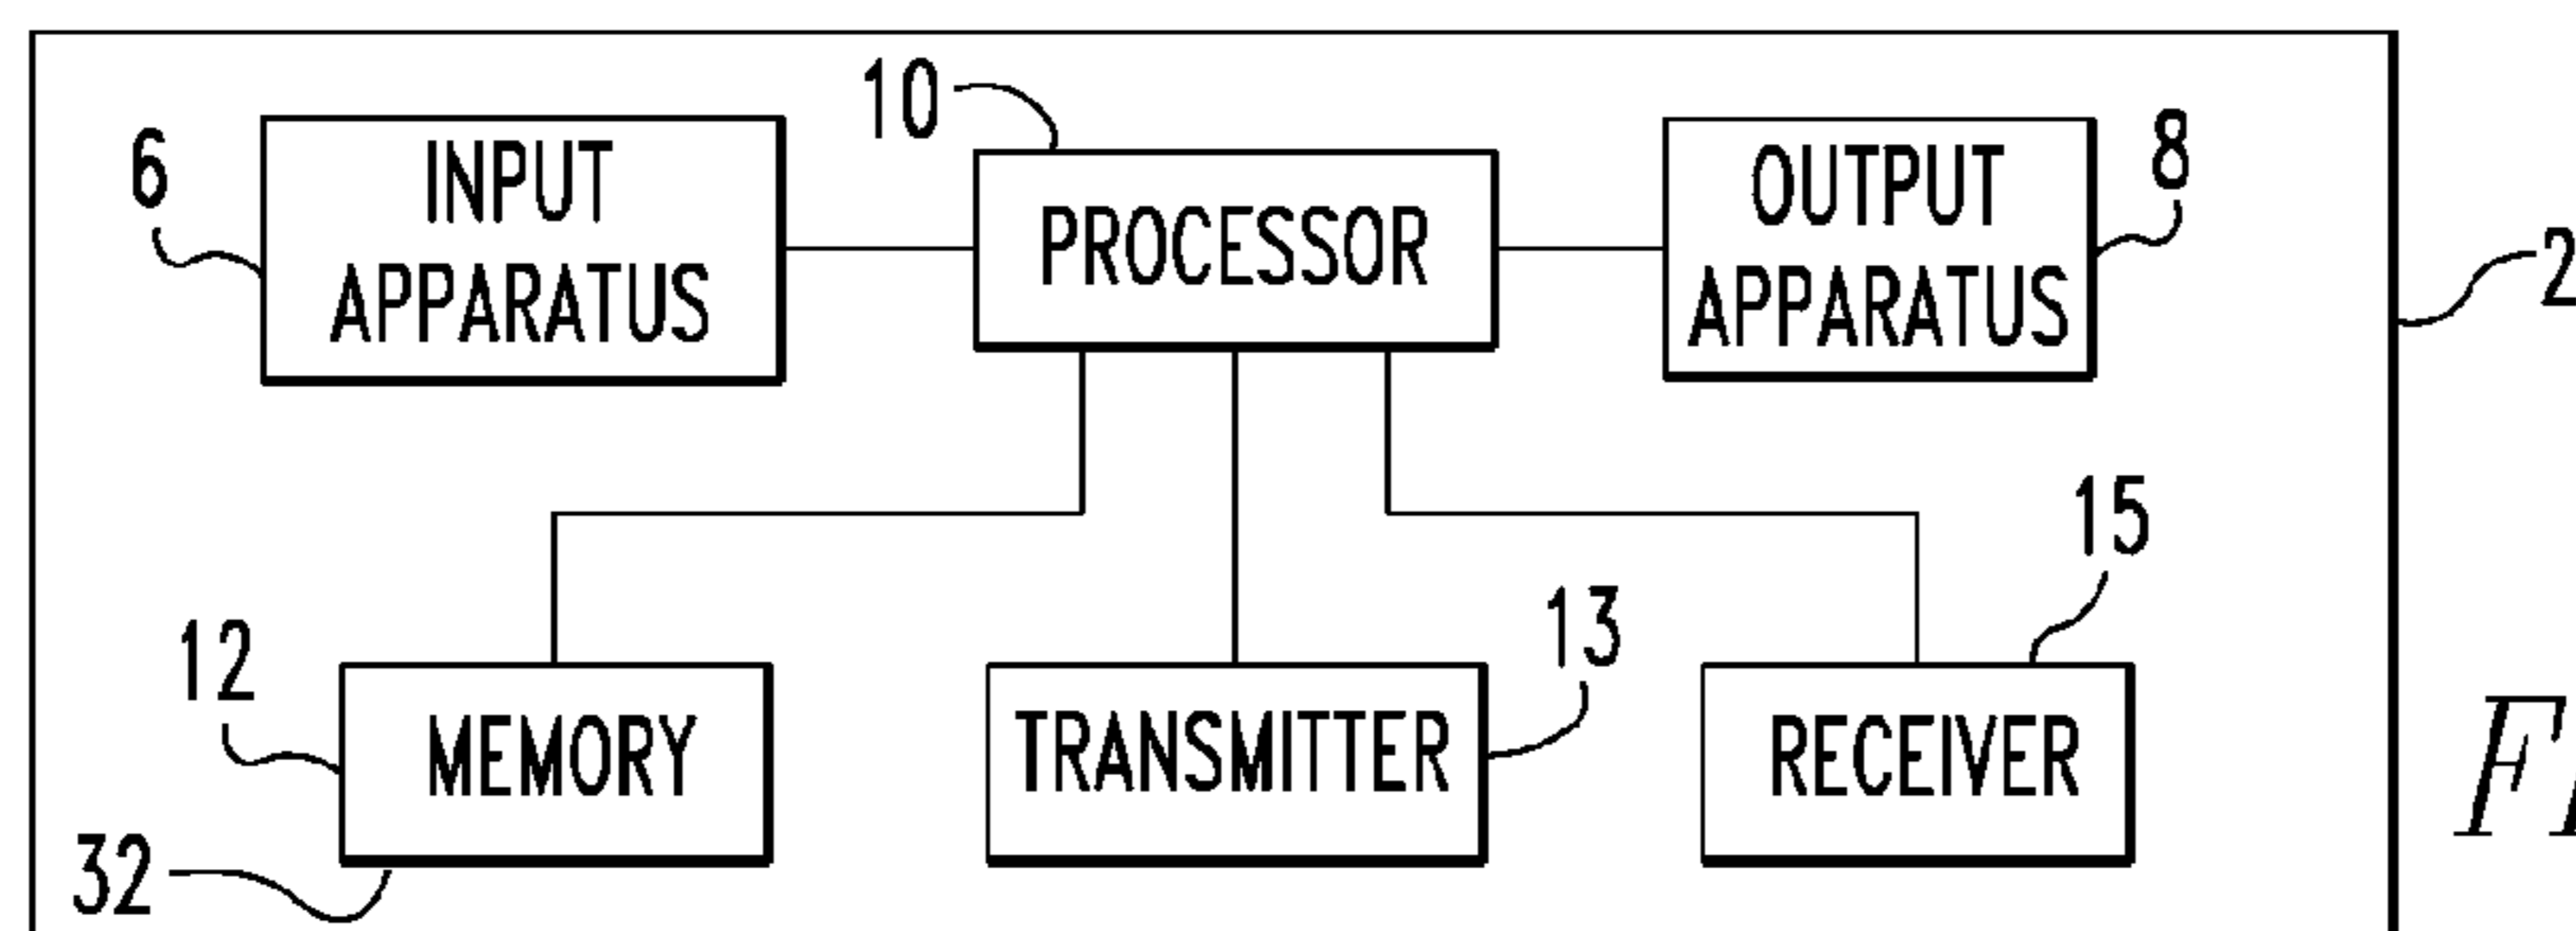 10
6
INPUT
APPARATUS
PROCESSOR
OUTPUT
APPARATUS
8
2
15
12
13
MEMORY
TRANSMITTER
RECEIVER
32